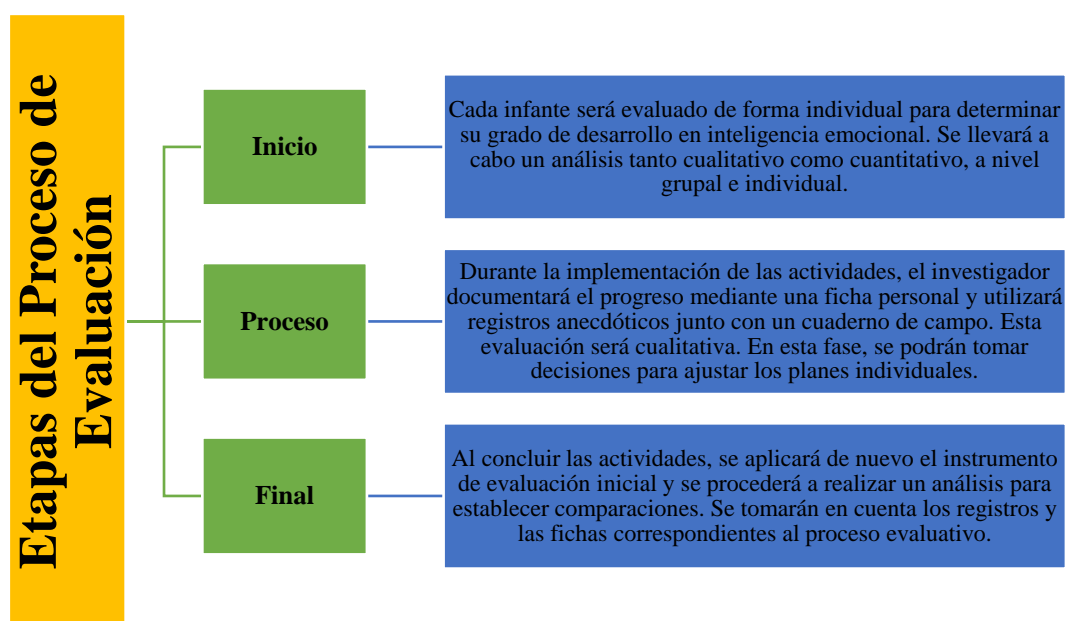 Etapas del Proceso de
Evaluación
Inicio
Cada infante será evaluado de forma individual para determinar
su grado de desarrollo en inteligencia emocional. Se llevará a
cabo un análisis tanto cualitativo como cuantitativo, a nivel
grupal e individual.
Proceso
Durante la implementación de las actividades, el investigador
documentará el progreso mediante una ficha personal y utilizará
registros anecdóticos junto con un cuaderno de campo. Esta
evaluación será cualitativa. En esta fase, se podrán tomar
decisiones para ajustar los planes individuales.
Final
Al concluir las actividades, se aplicará de nuevo el instrumento
de evaluación inicial y se procederá a realizar un análisis para
establecer comparaciones. Se tomarán en cuenta los registros y
las fichas correspondientes al proceso evaluativo.